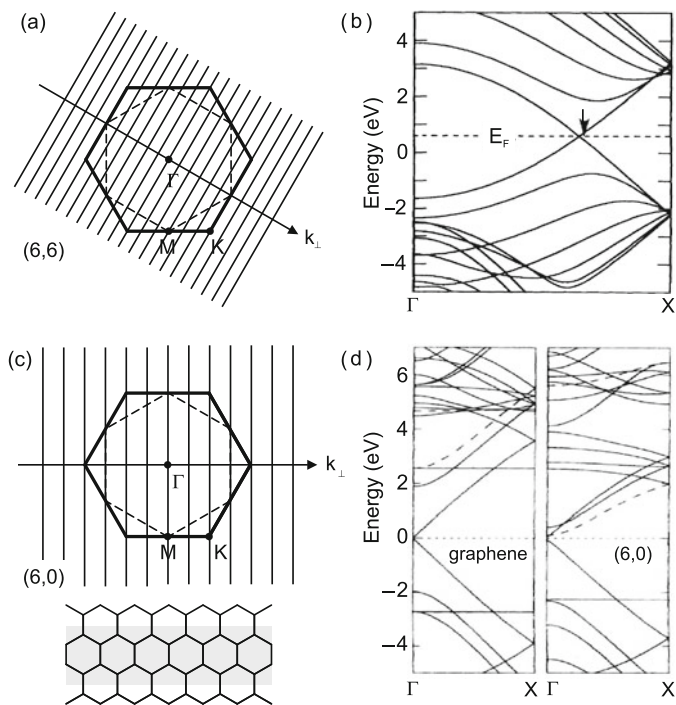 (a)
Γ
M
K
k⊥
(6,6)
(b)
Energy (eV)
4
2
0
−2
−4
E_F
Γ
X
(c)
Γ
M
K
k⊥
(6,0)
(d)
Energy (eV)
6
4
2
0
−2
−4
graphene
(6,0)
Γ
X
Γ
X